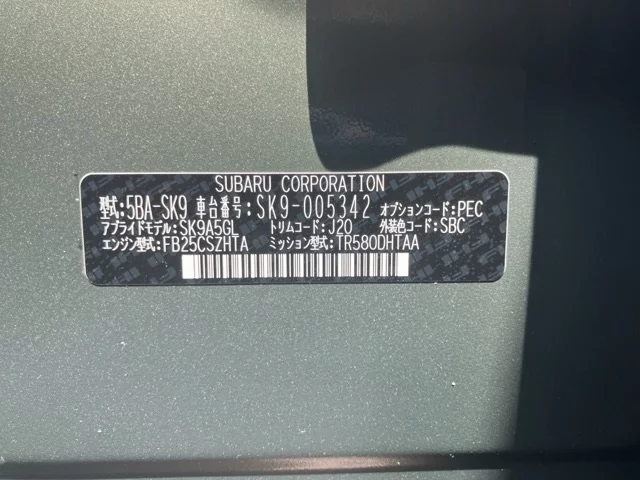 SUBARU CORPORATION
型式:5BA-SK9 車台番号:SK9-005342 オプションコード:PEC
アプライドモデル:SK9A5GL トリムコード:J20 外装色コード:SBC
エンジン型式:FB25CSZHTA ミッション型式:TR580DHTAA